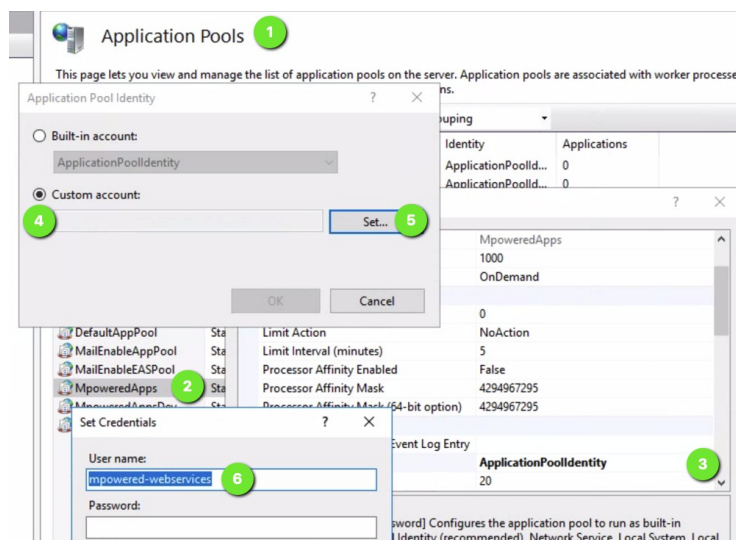 Application Pools 1
This page lets you view and manage the list of application pools on the server. Application pools are associated with worker processe
ns.
Application Pool Identity ?
Built-in account:
ApplicationPoolIdentity
Custom account:
4
Set... 5
OK Cancel
ouping
Identity Applications
ApplicationPoolId... 0
ApplicationPoolId... 0
?
MpoweredApps
1000
OnDemand
0
DefaultAppPool Sta Limit Action NoAction
MailEnableAppPool Sta Limit Interval (minutes) 5
MailEnableEASPool Sta Processor Affinity Enabled False
MpoweredApps 2 Sta Processor Affinity Mask 4294967295
MpoweredAppsDev Sta Processor Affinity Mask (64-bit option) 4294967295
Event Log Entry
ApplicationPoolIdentity 3
20
Set Credentials ?
User name:
mpowered-webservices 6
Password:
sword] Configures the application pool to run as built-in
Identity (recommended), Network Service, Local System, Local